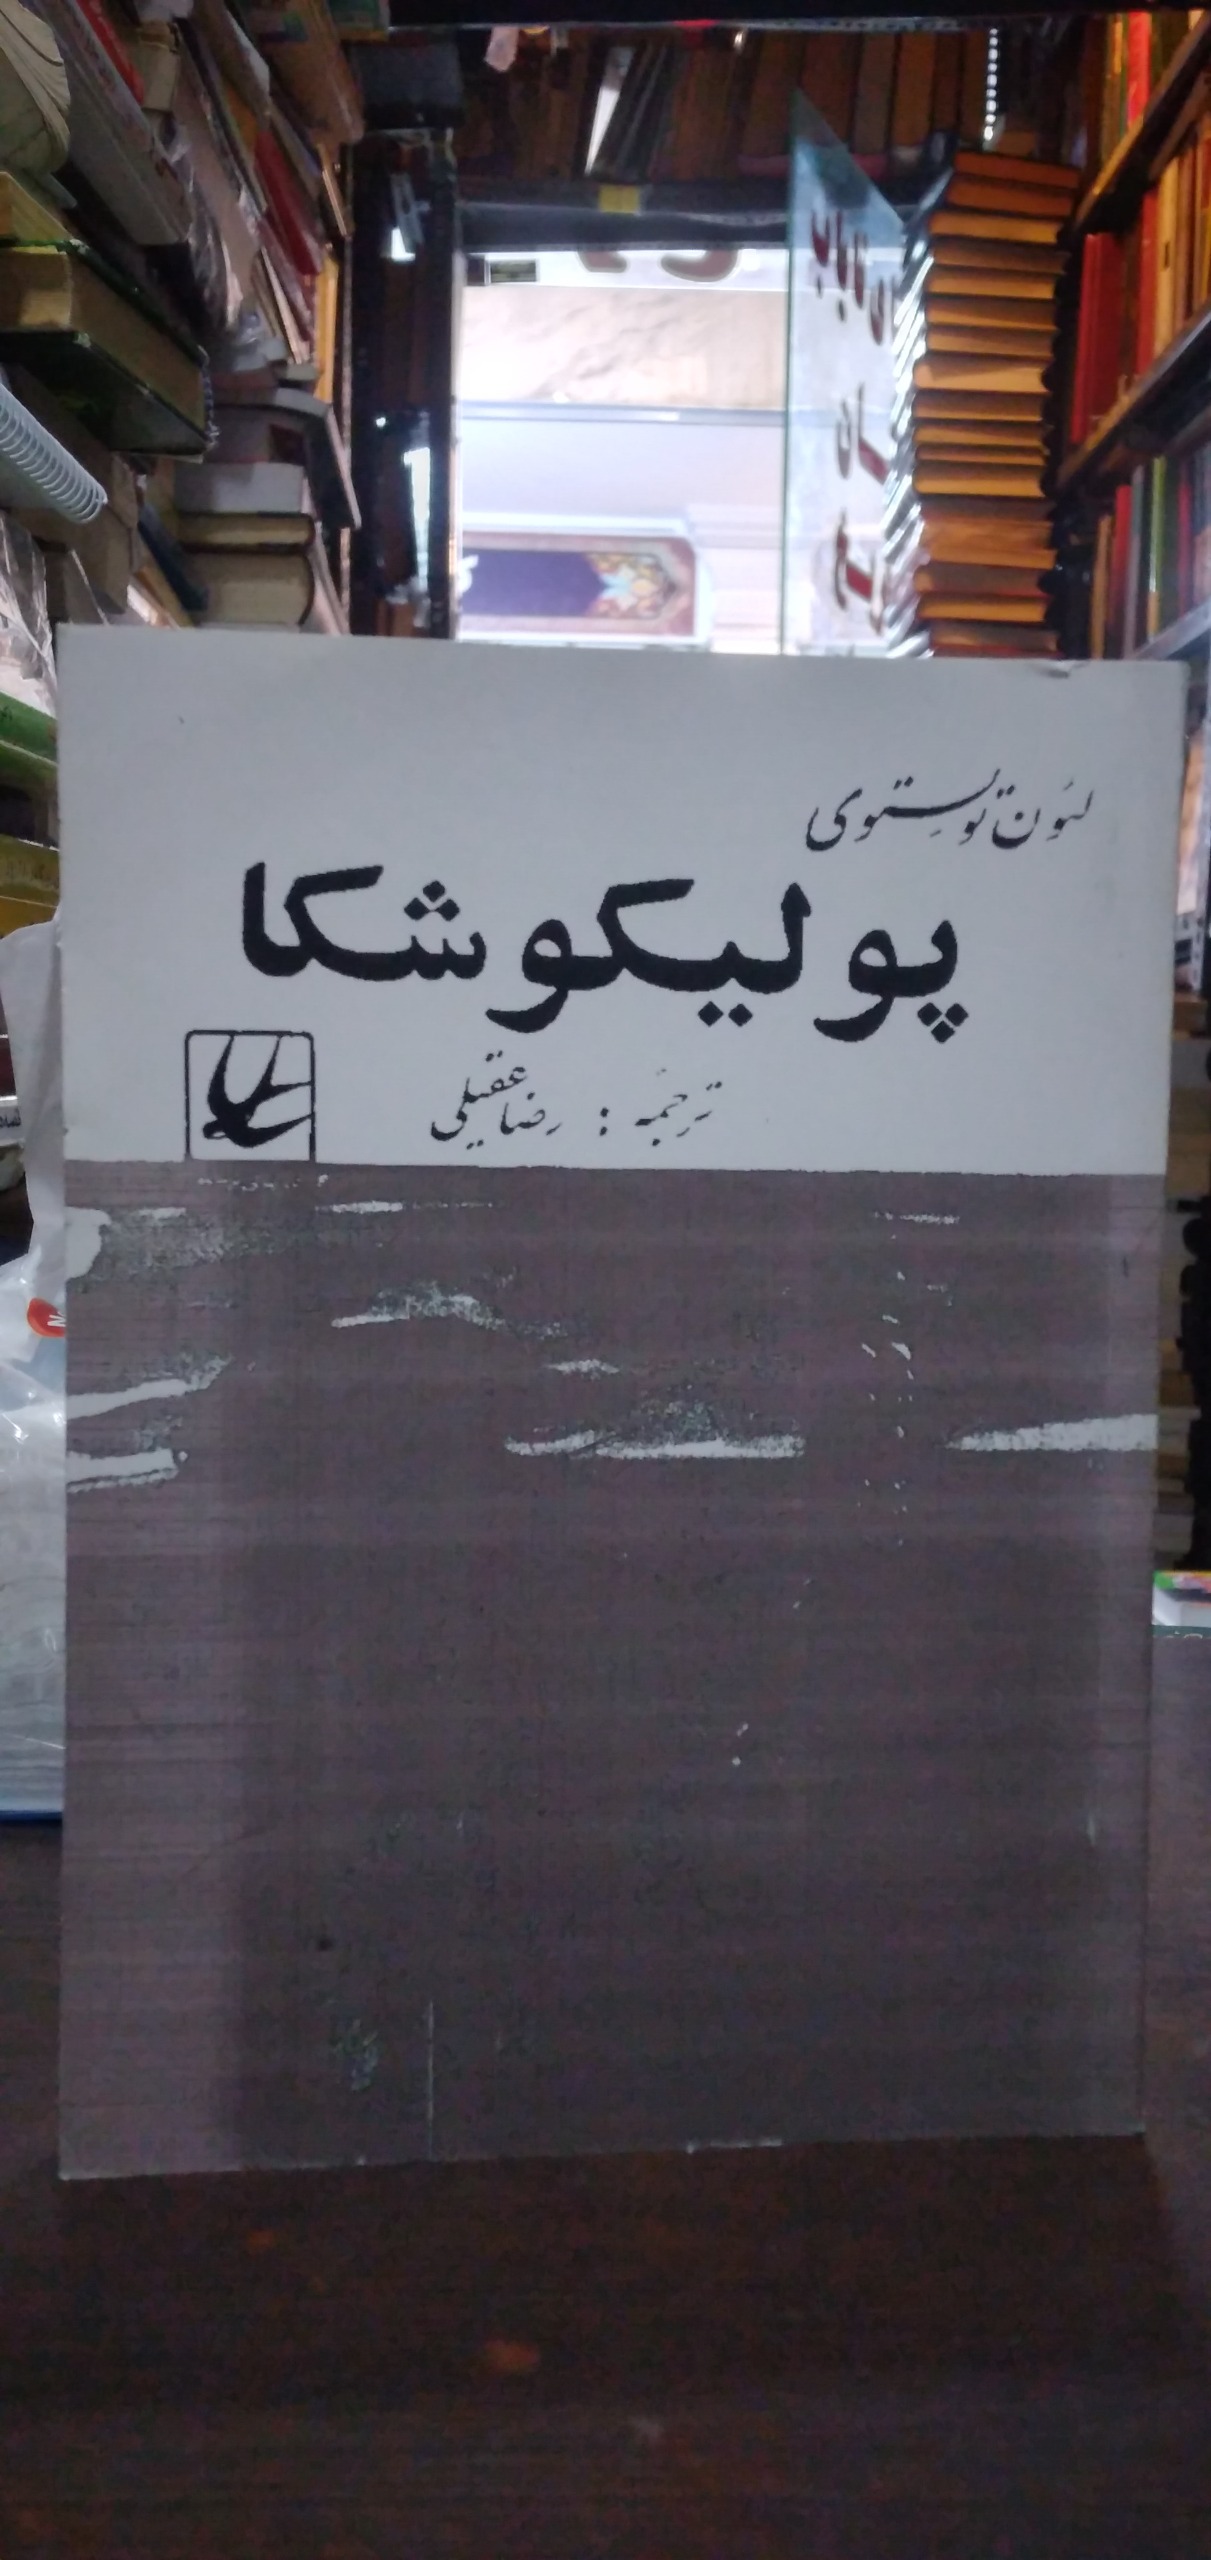 لئون تولستوی
پولیکوشکا
ترجمه : رضا عقیلی